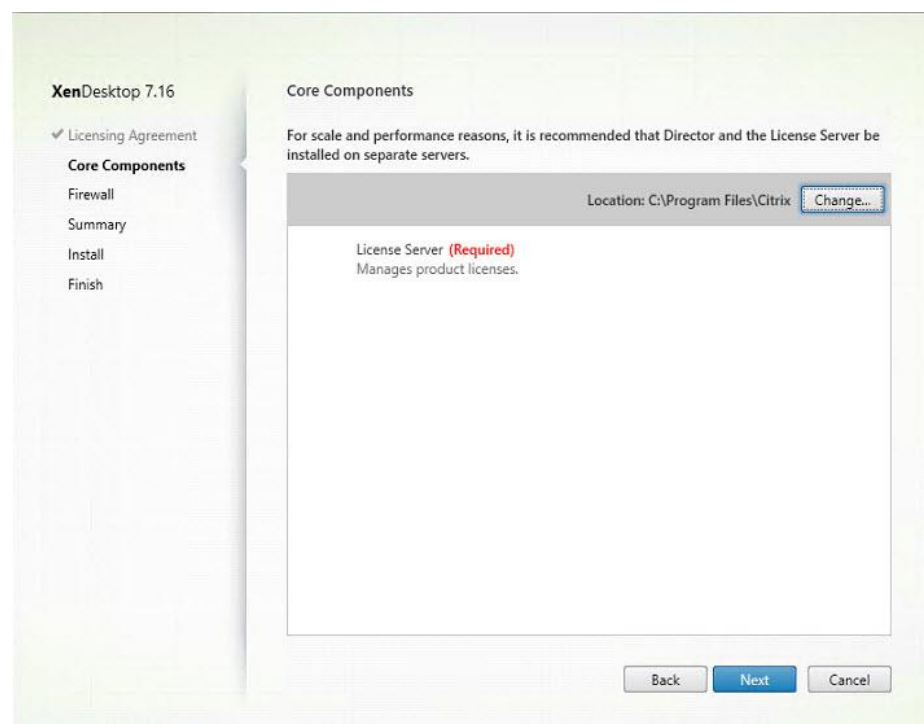 XenDesktop 7.16
✔ Licensing Agreement
Core Components
Firewall
Summary
Install
Finish
Core Components
For scale and performance reasons, it is recommended that Director and the License Server be
installed on separate servers.
Location: C:\Program Files\Citrix
Change...
License Server (Required)
Manages product licenses.
Back
Next
Cancel